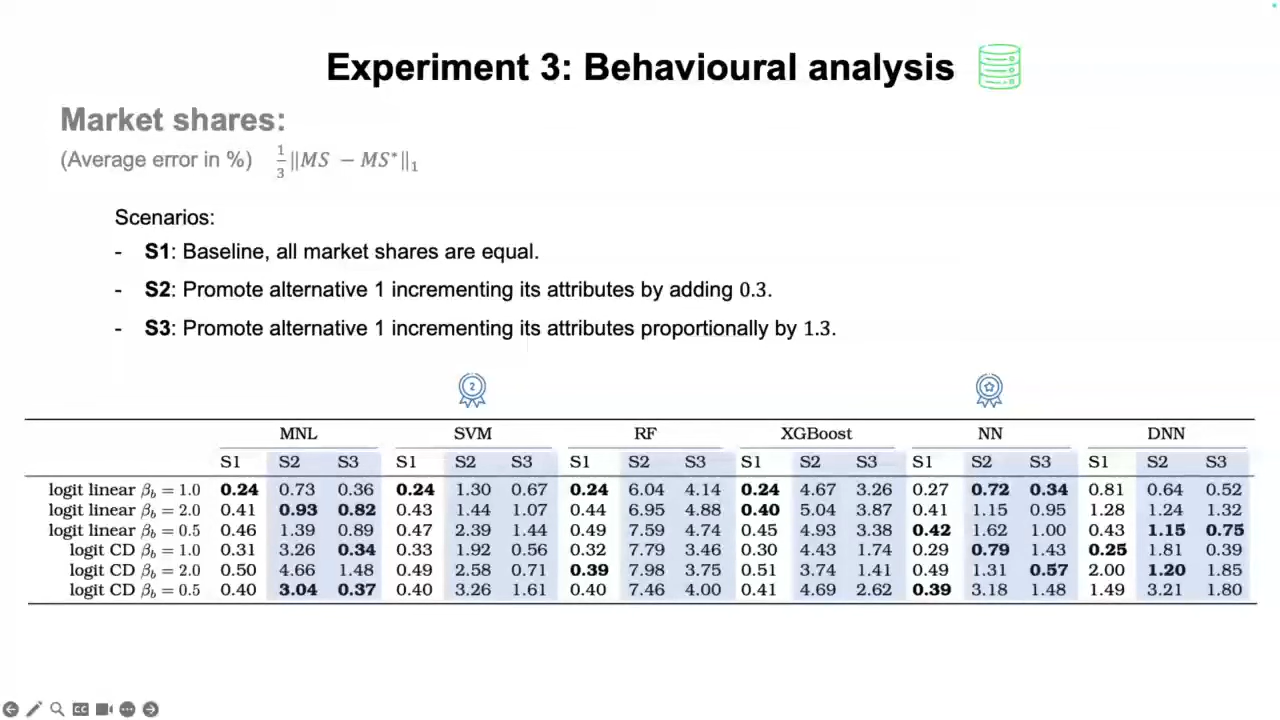 Experiment 3: Behavioural analysis
Market shares:
(Average error in %) 1/3 ‖MS − MS*‖₁
Scenarios:
- S1: Baseline, all market shares are equal.
- S2: Promote alternative 1 incrementing its attributes by adding 0.3.
- S3: Promote alternative 1 incrementing its attributes proportionally by 1.3.
2
MNL SVM RF XGBoost NN DNN
S1 S2 S3 S1 S2 S3 S1 S2 S3 S1 S2 S3 S1 S2 S3 S1 S2 S3
logit linear β_b = 1.0 0.24 0.73 0.36 0.24 1.30 0.67 0.24 6.04 4.14 0.24 4.67 3.26 0.27 0.72 0.34 0.81 0.64 0.52
logit linear β_b = 2.0 0.41 0.93 0.82 0.43 1.44 1.07 0.44 6.95 4.88 0.40 5.04 3.87 0.41 1.15 0.95 1.28 1.24 1.32
logit linear β_b = 0.5 0.46 1.39 0.89 0.47 2.39 1.44 0.49 7.59 4.74 0.45 4.93 3.38 0.42 1.62 1.00 0.43 1.15 0.75
logit CD β_b = 1.0 0.31 3.26 0.34 0.33 1.92 0.56 0.32 7.79 3.46 0.30 4.43 1.74 0.29 0.79 1.43 0.25 1.81 0.39
logit CD β_b = 2.0 0.50 4.66 1.48 0.49 2.58 0.71 0.39 7.98 3.75 0.51 3.74 1.41 0.49 1.31 0.57 2.00 1.20 1.85
logit CD β_b = 0.5 0.40 3.04 0.37 0.40 3.26 1.61 0.40 7.46 4.00 0.41 4.69 2.62 0.39 3.18 1.48 1.49 3.21 1.80
CC